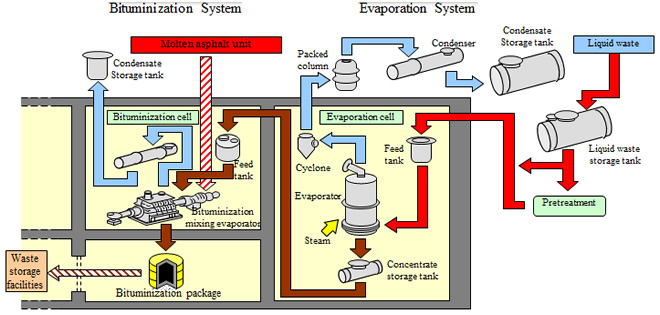 Bituminization System
Evaporation System
Molten asphalt unit
Condensate
Storage tank
Packed
column
Condenser
Condensate
Storage tank
Liquid waste
Bituminization cell
Evaporation cell
Feed
tank
Cyclone
Feed
tank
Liquid waste
storage tank
Evaporator
Bituminization
mixing evaporator
Pretreatment
Steam
Waste
storage
facilities
Concentrate
storage tank
Bituminization package